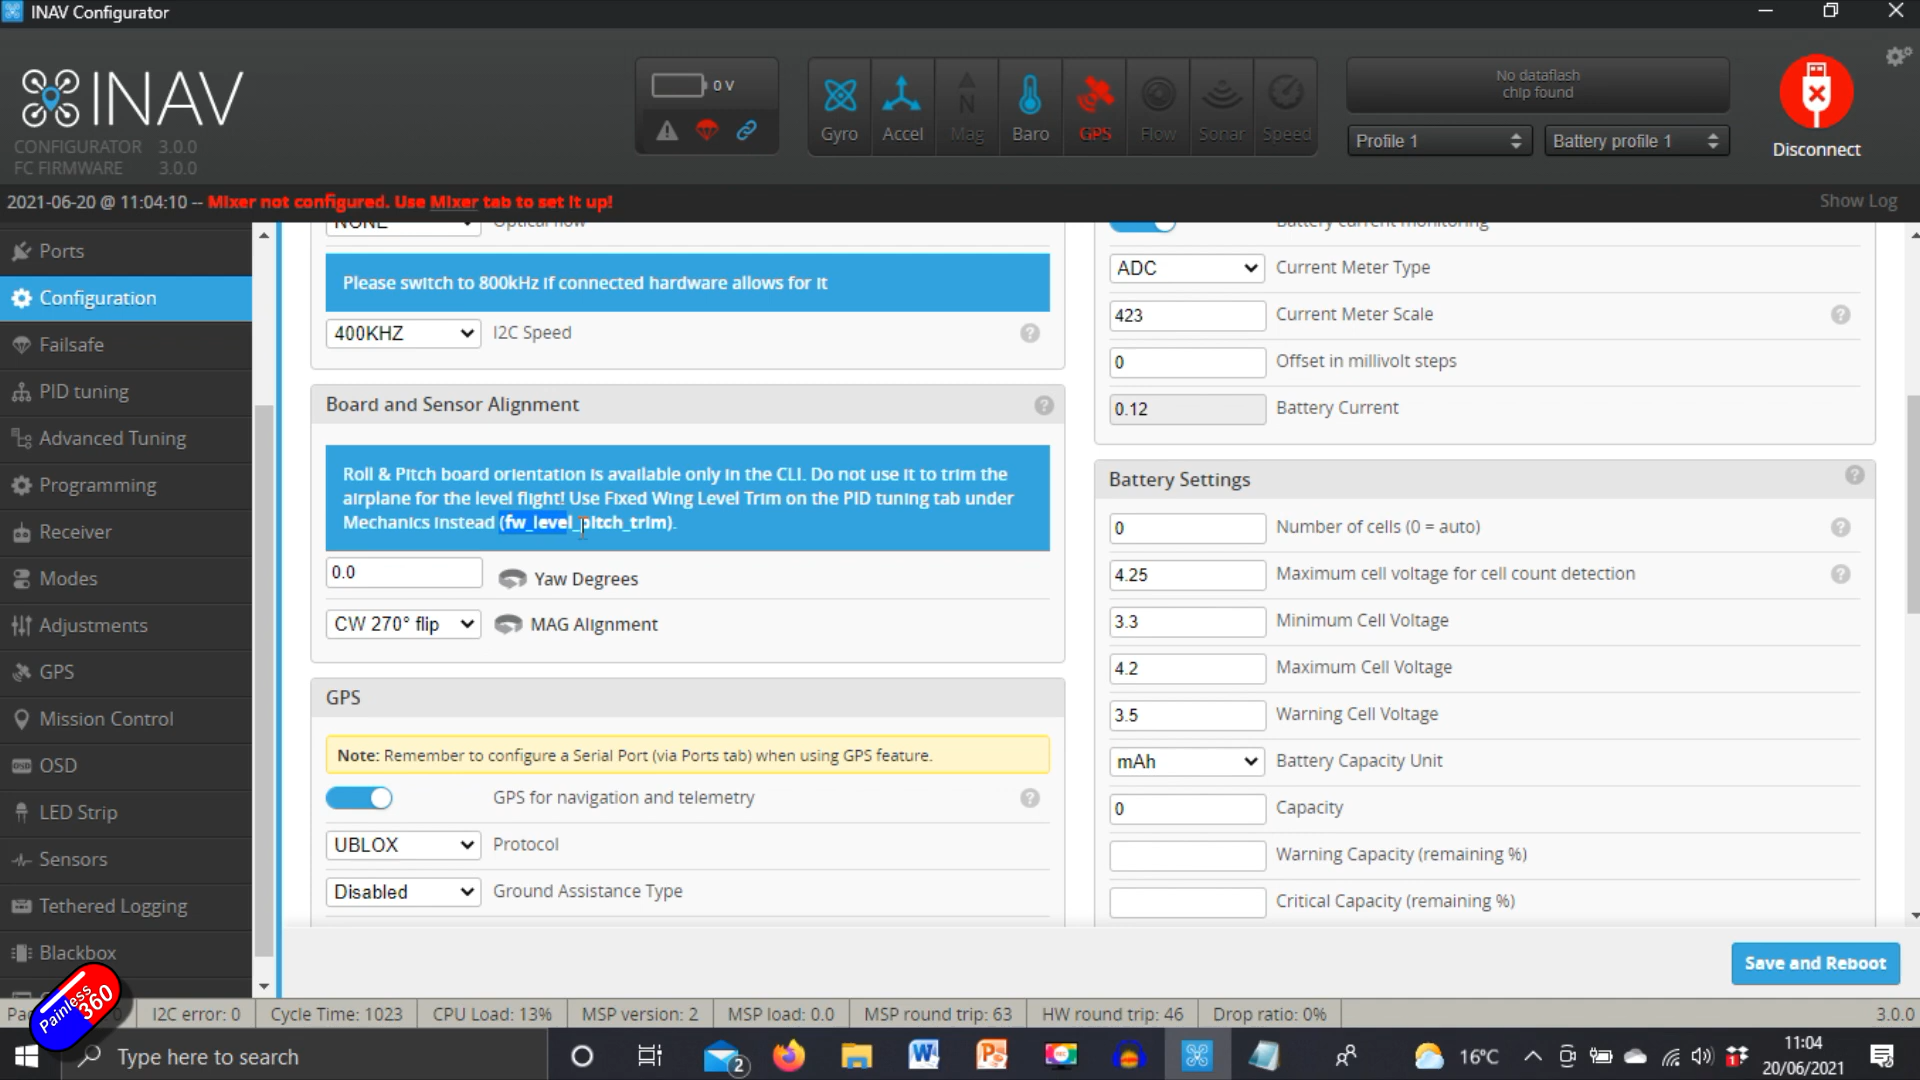 INAV Configurator
INAV
CONFIGURATOR 3.0.0
FC FIRMWARE 3.0.0
0 V
Gyro
Accel
Mag
Baro
GPS
Flow
Sonar
Speed
No dataflash
chip found
Profile 1
Battery profile 1
Disconnect
2021-06-20 @ 11:04:10 -- Mixer not configured. Use Mixer tab to set it up!
Show Log
Ports
Configuration
Failsafe
PID tuning
Advanced Tuning
Programming
Receiver
Modes
Adjustments
GPS
Mission Control
OSD
LED Strip
Sensors
Tethered Logging
Blackbox
NONE Optical flow
Please switch to 800kHz if connected hardware allows for it
400KHZ I2C Speed
Board and Sensor Alignment
Roll & Pitch board orientation is available only in the CLI. Do not use it to trim the
airplane for the level flight! Use Fixed Wing Level Trim on the PID tuning tab under
Mechanics instead (fw_level_pitch_trim).
0.0 Yaw Degrees
CW 270° flip MAG Alignment
GPS
Note: Remember to configure a Serial Port (via Ports tab) when using GPS feature.
GPS for navigation and telemetry
UBLOX Protocol
Disabled Ground Assistance Type
Battery current monitoring
ADC Current Meter Type
423 Current Meter Scale
0 Offset in millivolt steps
0.12 Battery Current
Battery Settings
0 Number of cells (0 = auto)
4.25 Maximum cell voltage for cell count detection
3.3 Minimum Cell Voltage
4.2 Maximum Cell Voltage
3.5 Warning Cell Voltage
mAh Battery Capacity Unit
0 Capacity
Warning Capacity (remaining %)
Critical Capacity (remaining %)
Save and Reboot
Painless360
I2C error: 0
Cycle Time: 1023
CPU Load: 13%
MSP version: 2
MSP load: 0.0
MSP round trip: 63
HW round trip: 46
Drop ratio: 0%
3.0.0
Type here to search
2
16°C
11:04
20/06/2021